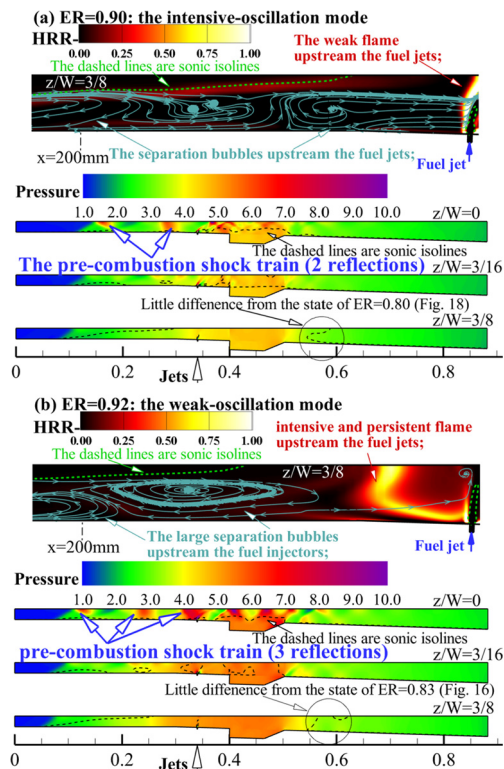 (a) ER=0.90: the intensive-oscillation mode
HRR-
0.00 0.25 0.50 0.75 1.00
The dashed lines are sonic isolines
The weak flame
upstream the fuel jets;
z/W=3/8
x=200mm
The separation bubbles upstream the fuel jets;
Fuel jet
Pressure
1.0 2.0 3.0 4.0 5.0 6.0 7.0 10.0
z/W=0
The dashed lines are sonic isolines
The pre-combustion shock train (2 reflections)
z/W=3/16
Little difference from the state of ER=0.80 (Fig. 18)
z/W=3/8
0 0.2 0.4 0.6 0.8
Jets
(b) ER=0.92: the weak-oscillation mode
HRR-
0.00 0.25 0.50 0.75 1.00
The dashed lines are sonic isolines
intensive and persistent flame
upstream the fuel jets;
z/W=3/8
x=200mm
The large separation bubbles
upstream the fuel injectors;
Fuel jet
Pressure
1.0 2.0 3.0 4.0 5.0 6.0 7.0 10.0
z/W=0
The dashed lines are sonic isolines
pre-combustion shock train (3 reflections)
z/W=3/16
Little difference from the state of ER=0.83 (Fig. 16)
z/W=3/8
0 0.2 0.4 0.6 0.8
Jets